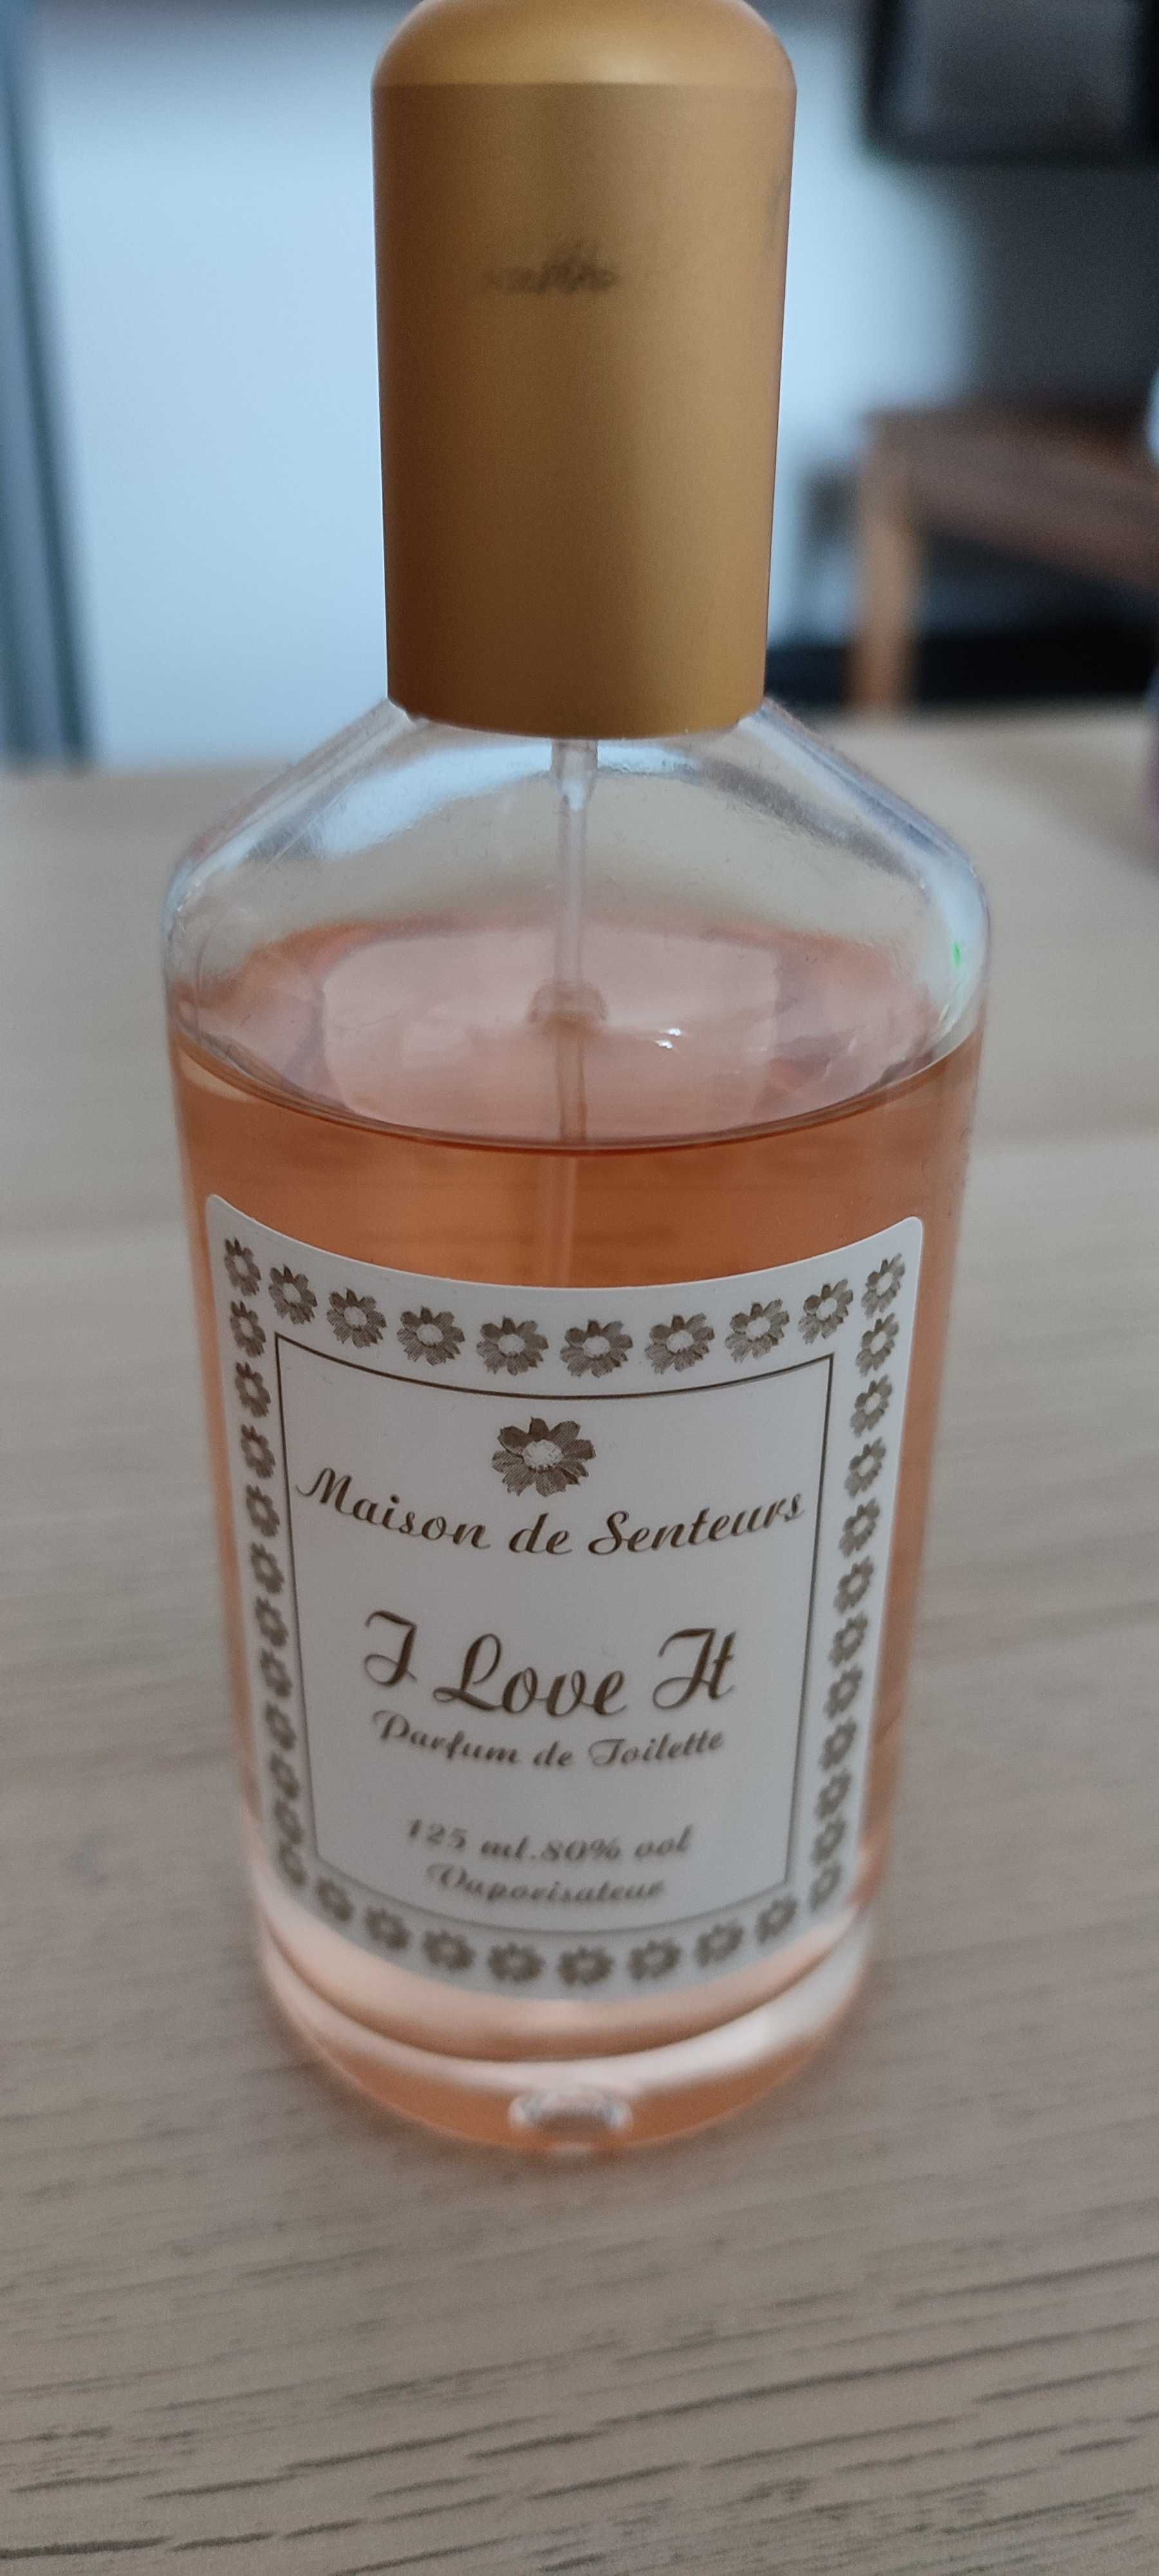 Maison de Senteurs
I Love It
Parfum de Toilette
125 ml.80% vol
Vaporisateur